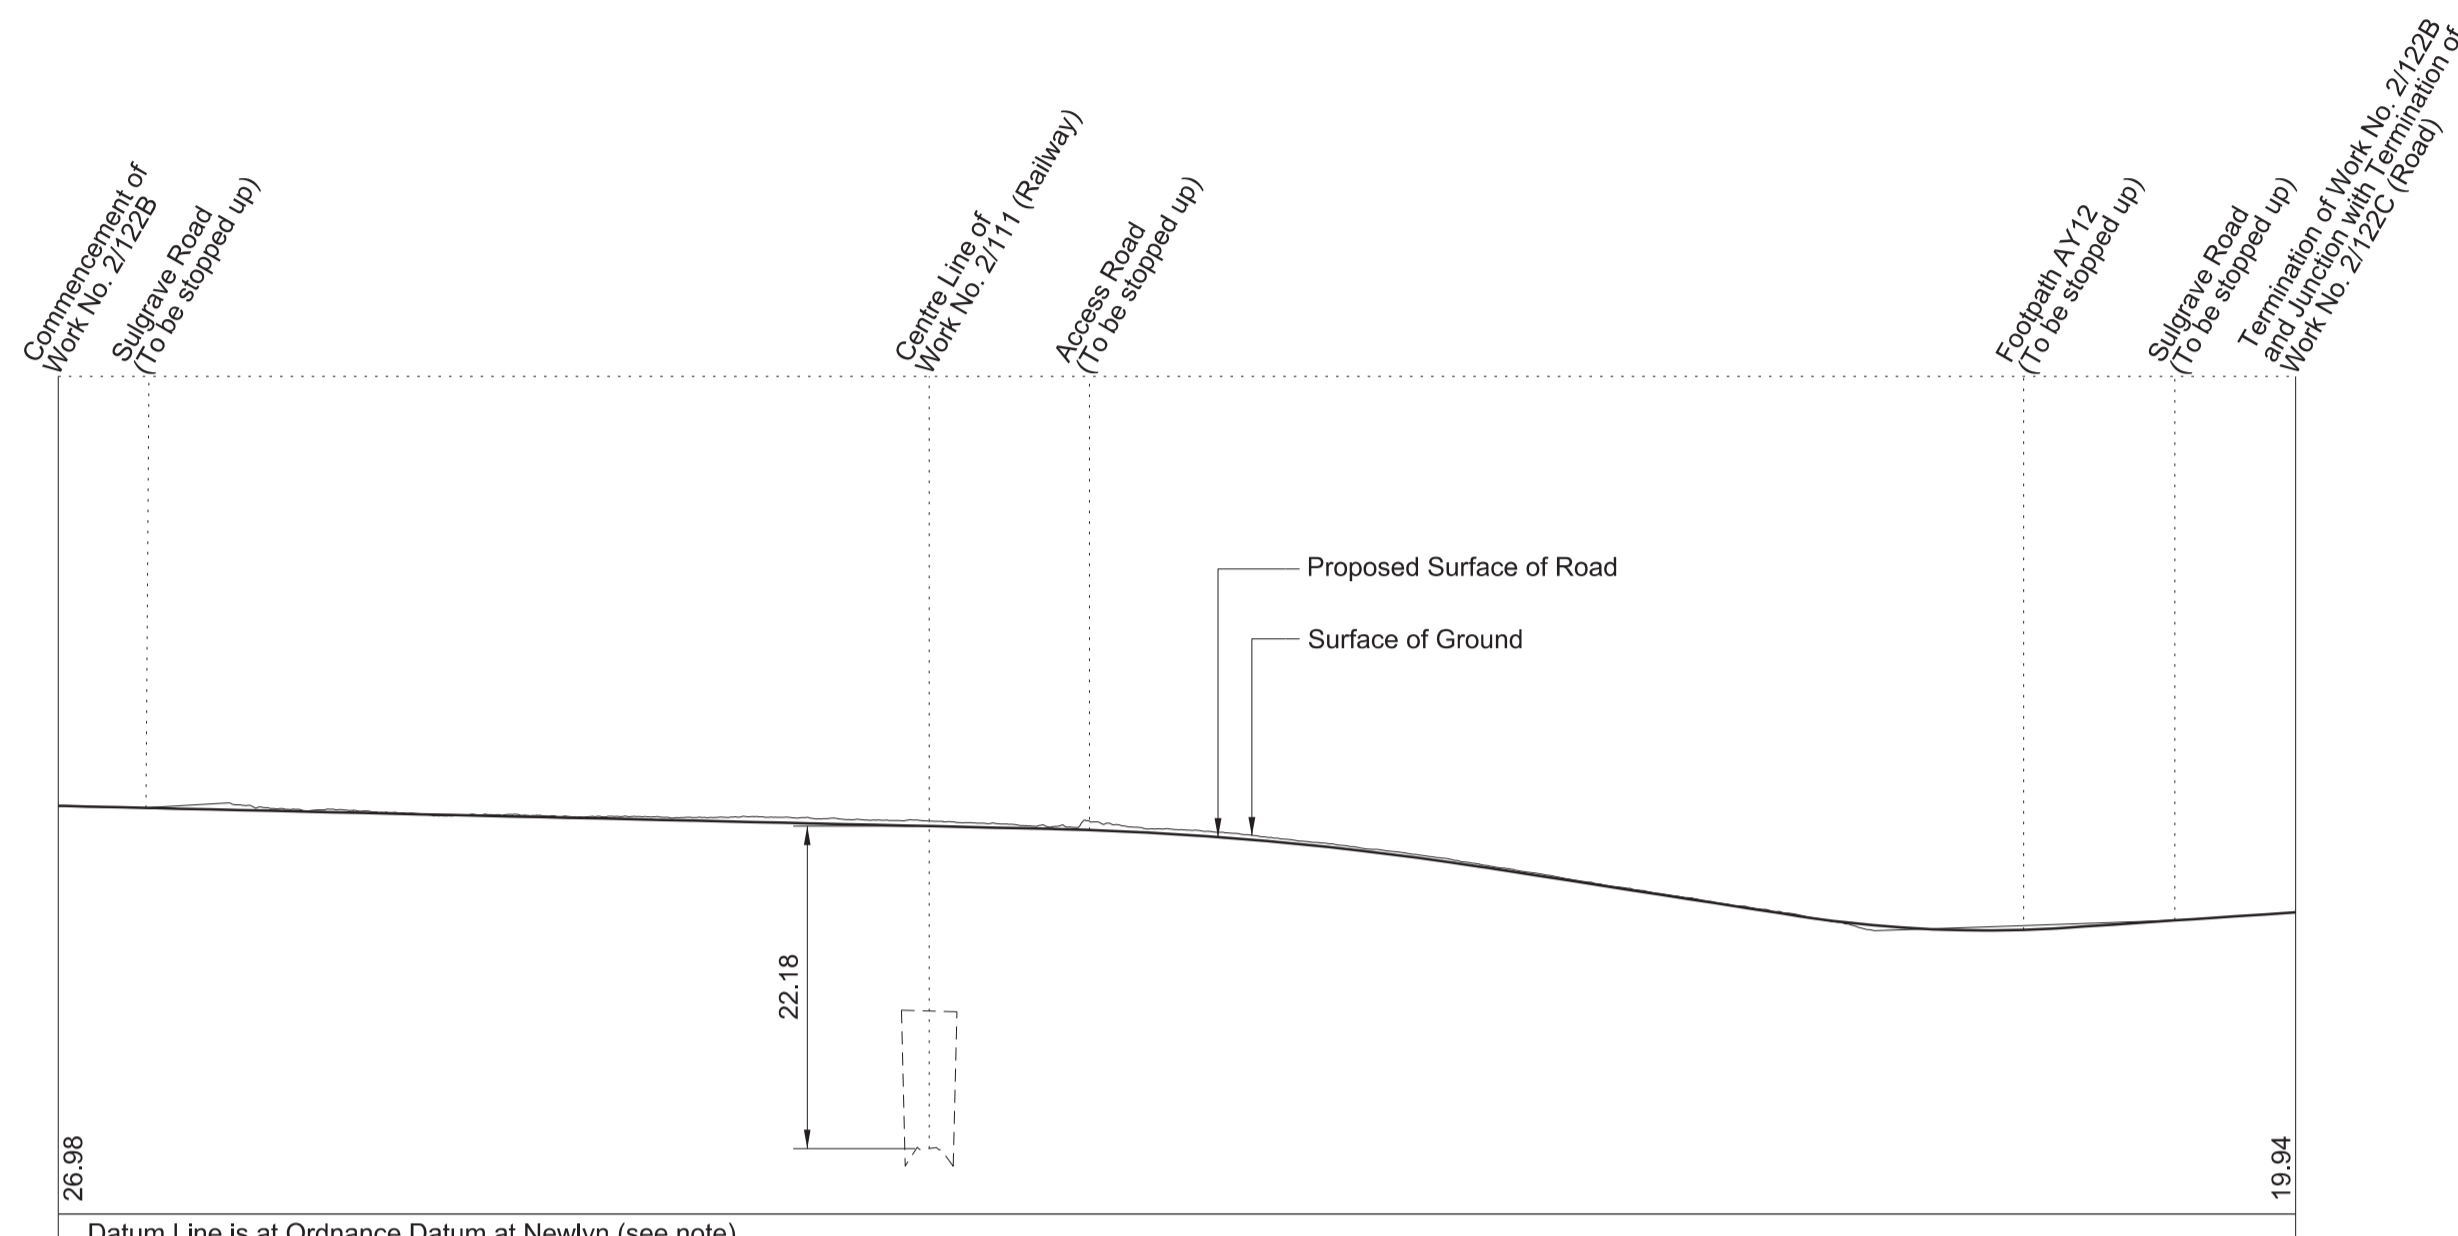 Commencement of
Work No. 2/122B
Sulgrave Road
(To be stopped up)
Centre Line of
Work No. 2/111 (Railway)
Access Road
(To be stopped up)
Footpath AY12
(To be stopped up)
Sulgrave Road
(To be stopped up)
Termination of Work No. 2/122B
and Junction with Termination of
Work No. 2/122C (Road)
Proposed Surface of Road
Surface of Ground
22.18
26.98
19.94
Datum Line is at Ordnance Datum at Newlyn (see note)